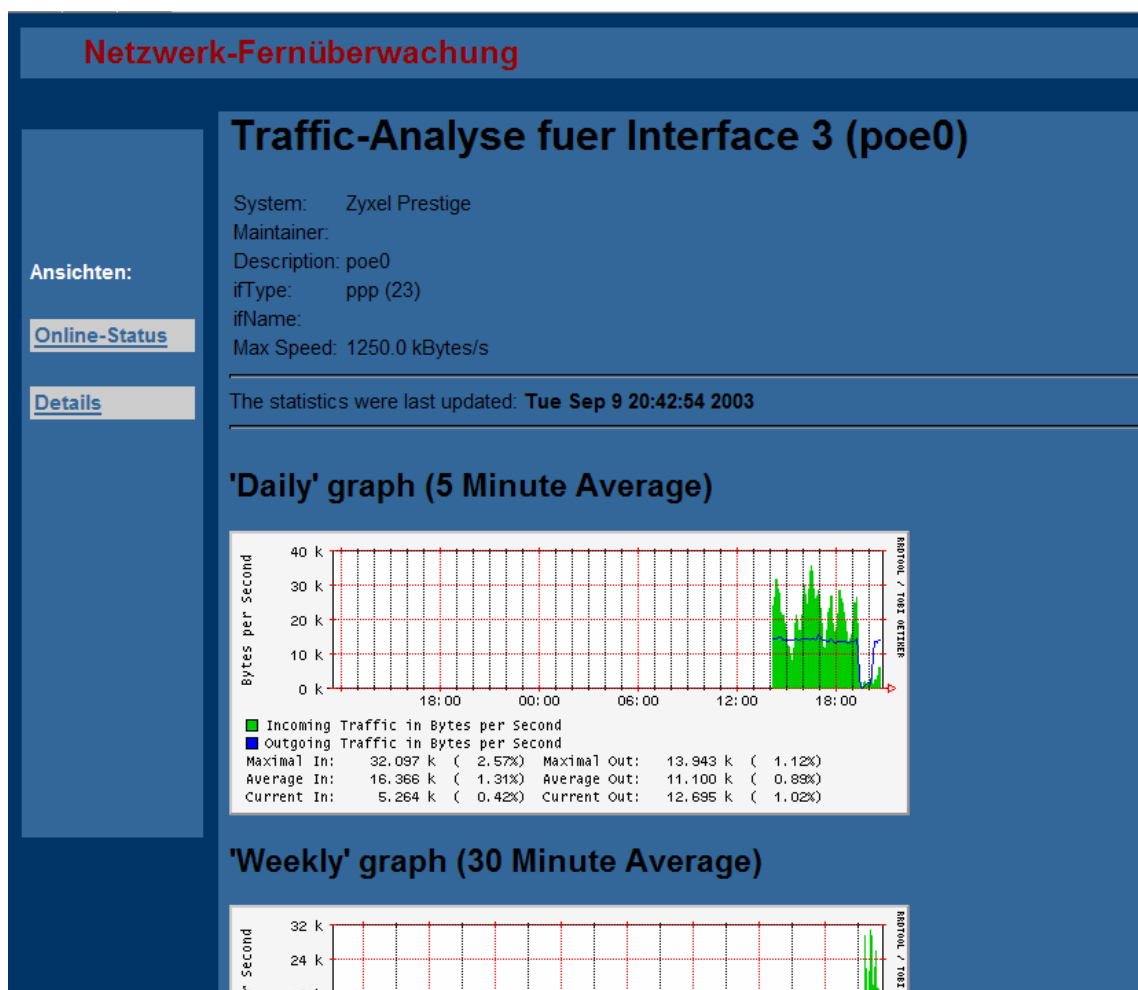 Netzwerk-Fernüberwachung
Ansichten:
Online-Status
Details
Traffic-Analyse fuer Interface 3 (poe0)
System: Zyxel Prestige
Maintainer:
Description: poe0
ifType: ppp (23)
ifName:
Max Speed: 1250.0 kBytes/s
The statistics were last updated: Tue Sep 9 20:42:54 2003
'Daily' graph (5 Minute Average)
Bytes per Second
40 k
30 k
20 k
10 k
0 k
18:00 00:00 06:00 12:00 18:00
RRDTOOL / TOBI OETIKER
Incoming Traffic in Bytes per Second
Outgoing Traffic in Bytes per Second
Maximal In: 32.097 k ( 2.57%) Maximal Out: 13.943 k ( 1.12%)
Average In: 16.366 k ( 1.31%) Average Out: 11.100 k ( 0.89%)
Current In: 5.264 k ( 0.42%) Current Out: 12.695 k ( 1.02%)
'Weekly' graph (30 Minute Average)
Second
32 k
24 k
RRDTOOL / TOBI